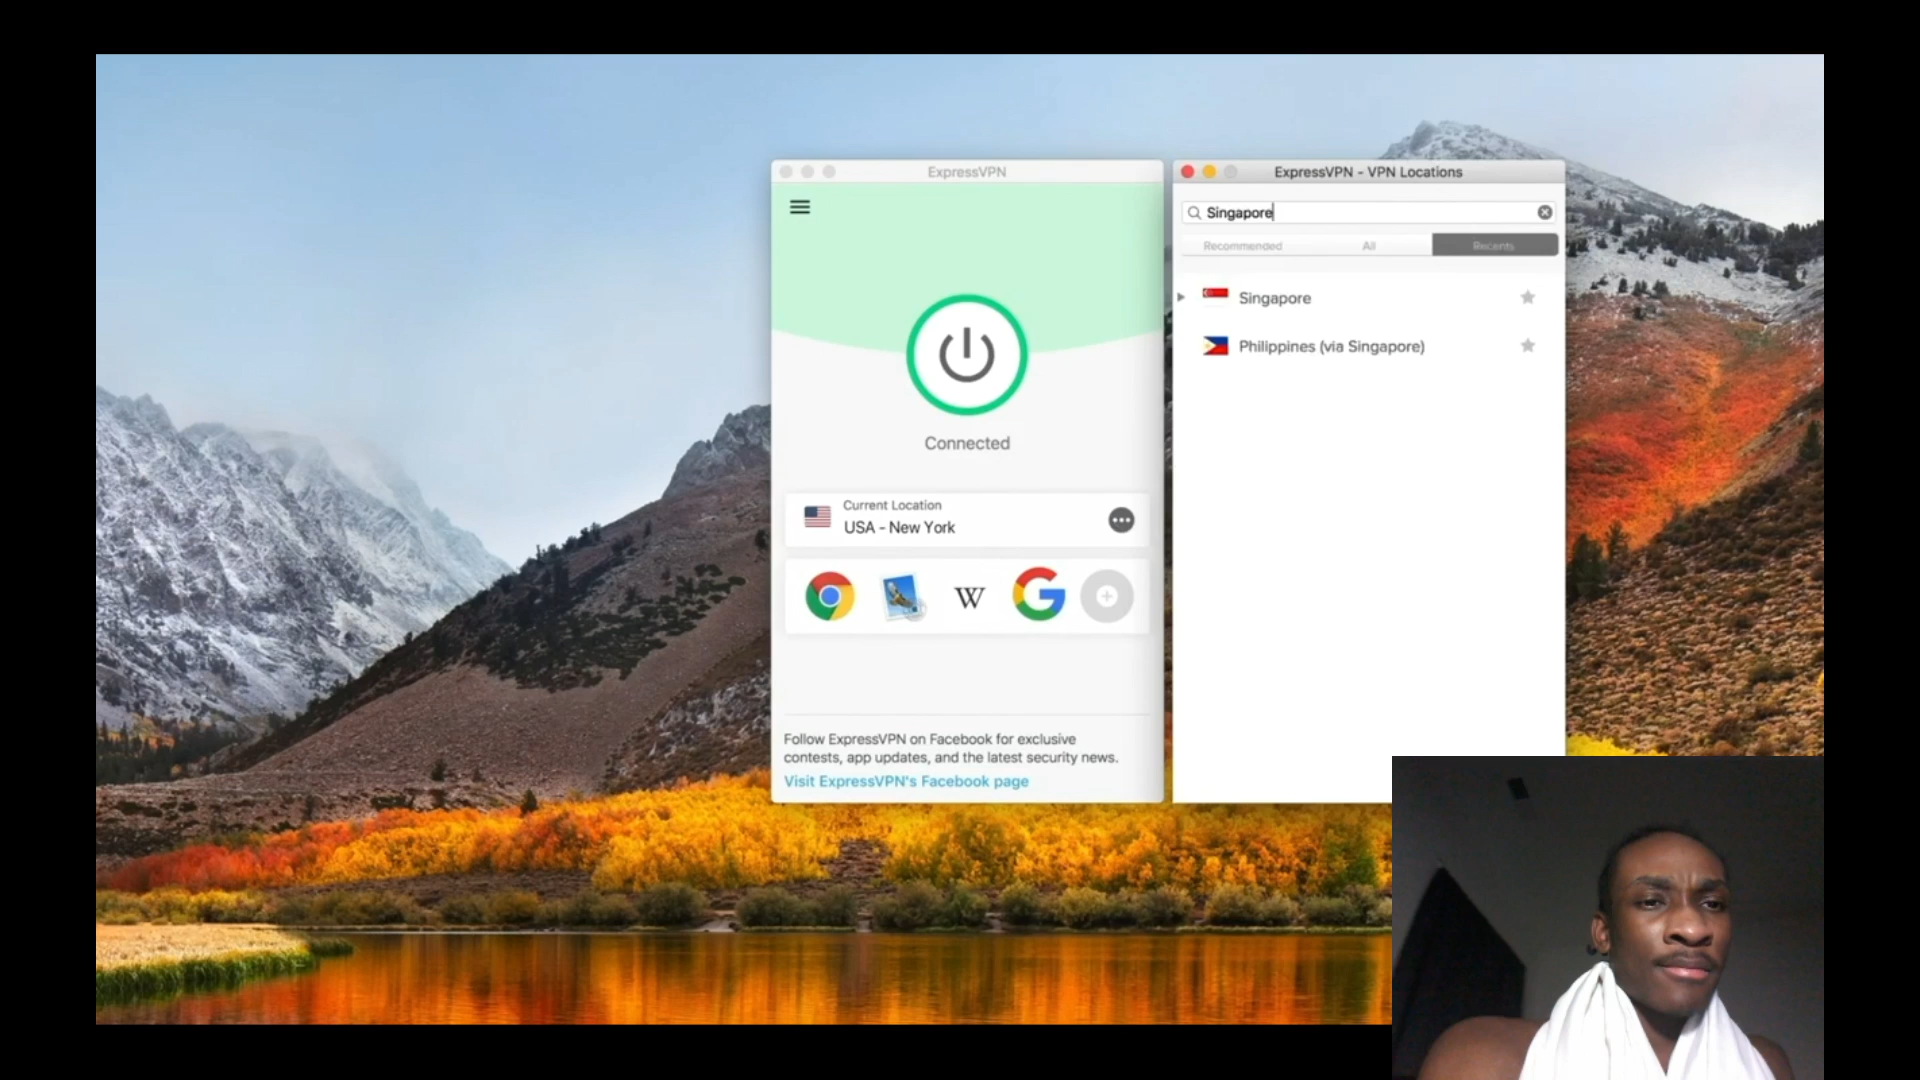 ExpressVPN
Connected
Current Location
USA - New York
W
Follow ExpressVPN on Facebook for exclusive
contests, app updates, and the latest security news.
Visit ExpressVPN's Facebook page
ExpressVPN - VPN Locations
Singapore
Recommended All Recents
Singapore
Philippines (via Singapore)